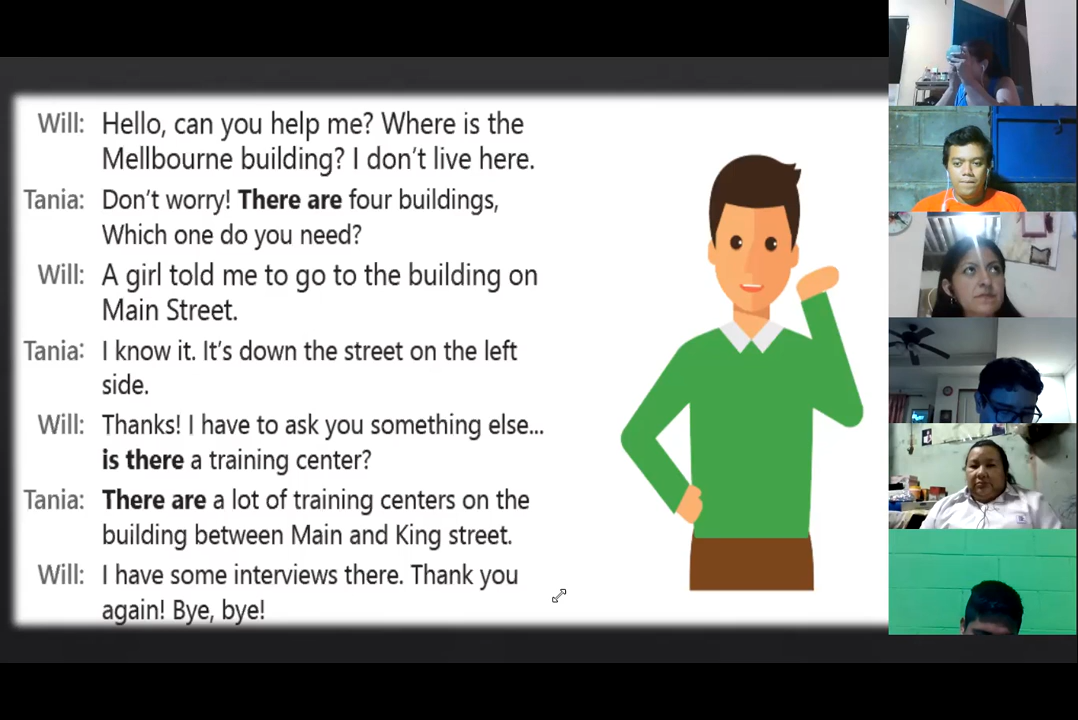 Will: Hello, can you help me? Where is the
Mellbourne building? I don't live here.
Tania: Don't worry! There are four buildings,
Which one do you need?
Will: A girl told me to go to the building on
Main Street.
Tania: I know it. It's down the street on the left
side.
Will: Thanks! I have to ask you something else...
is there a training center?
Tania: There are a lot of training centers on the
building between Main and King street.
Will: I have some interviews there. Thank you
again! Bye, bye!